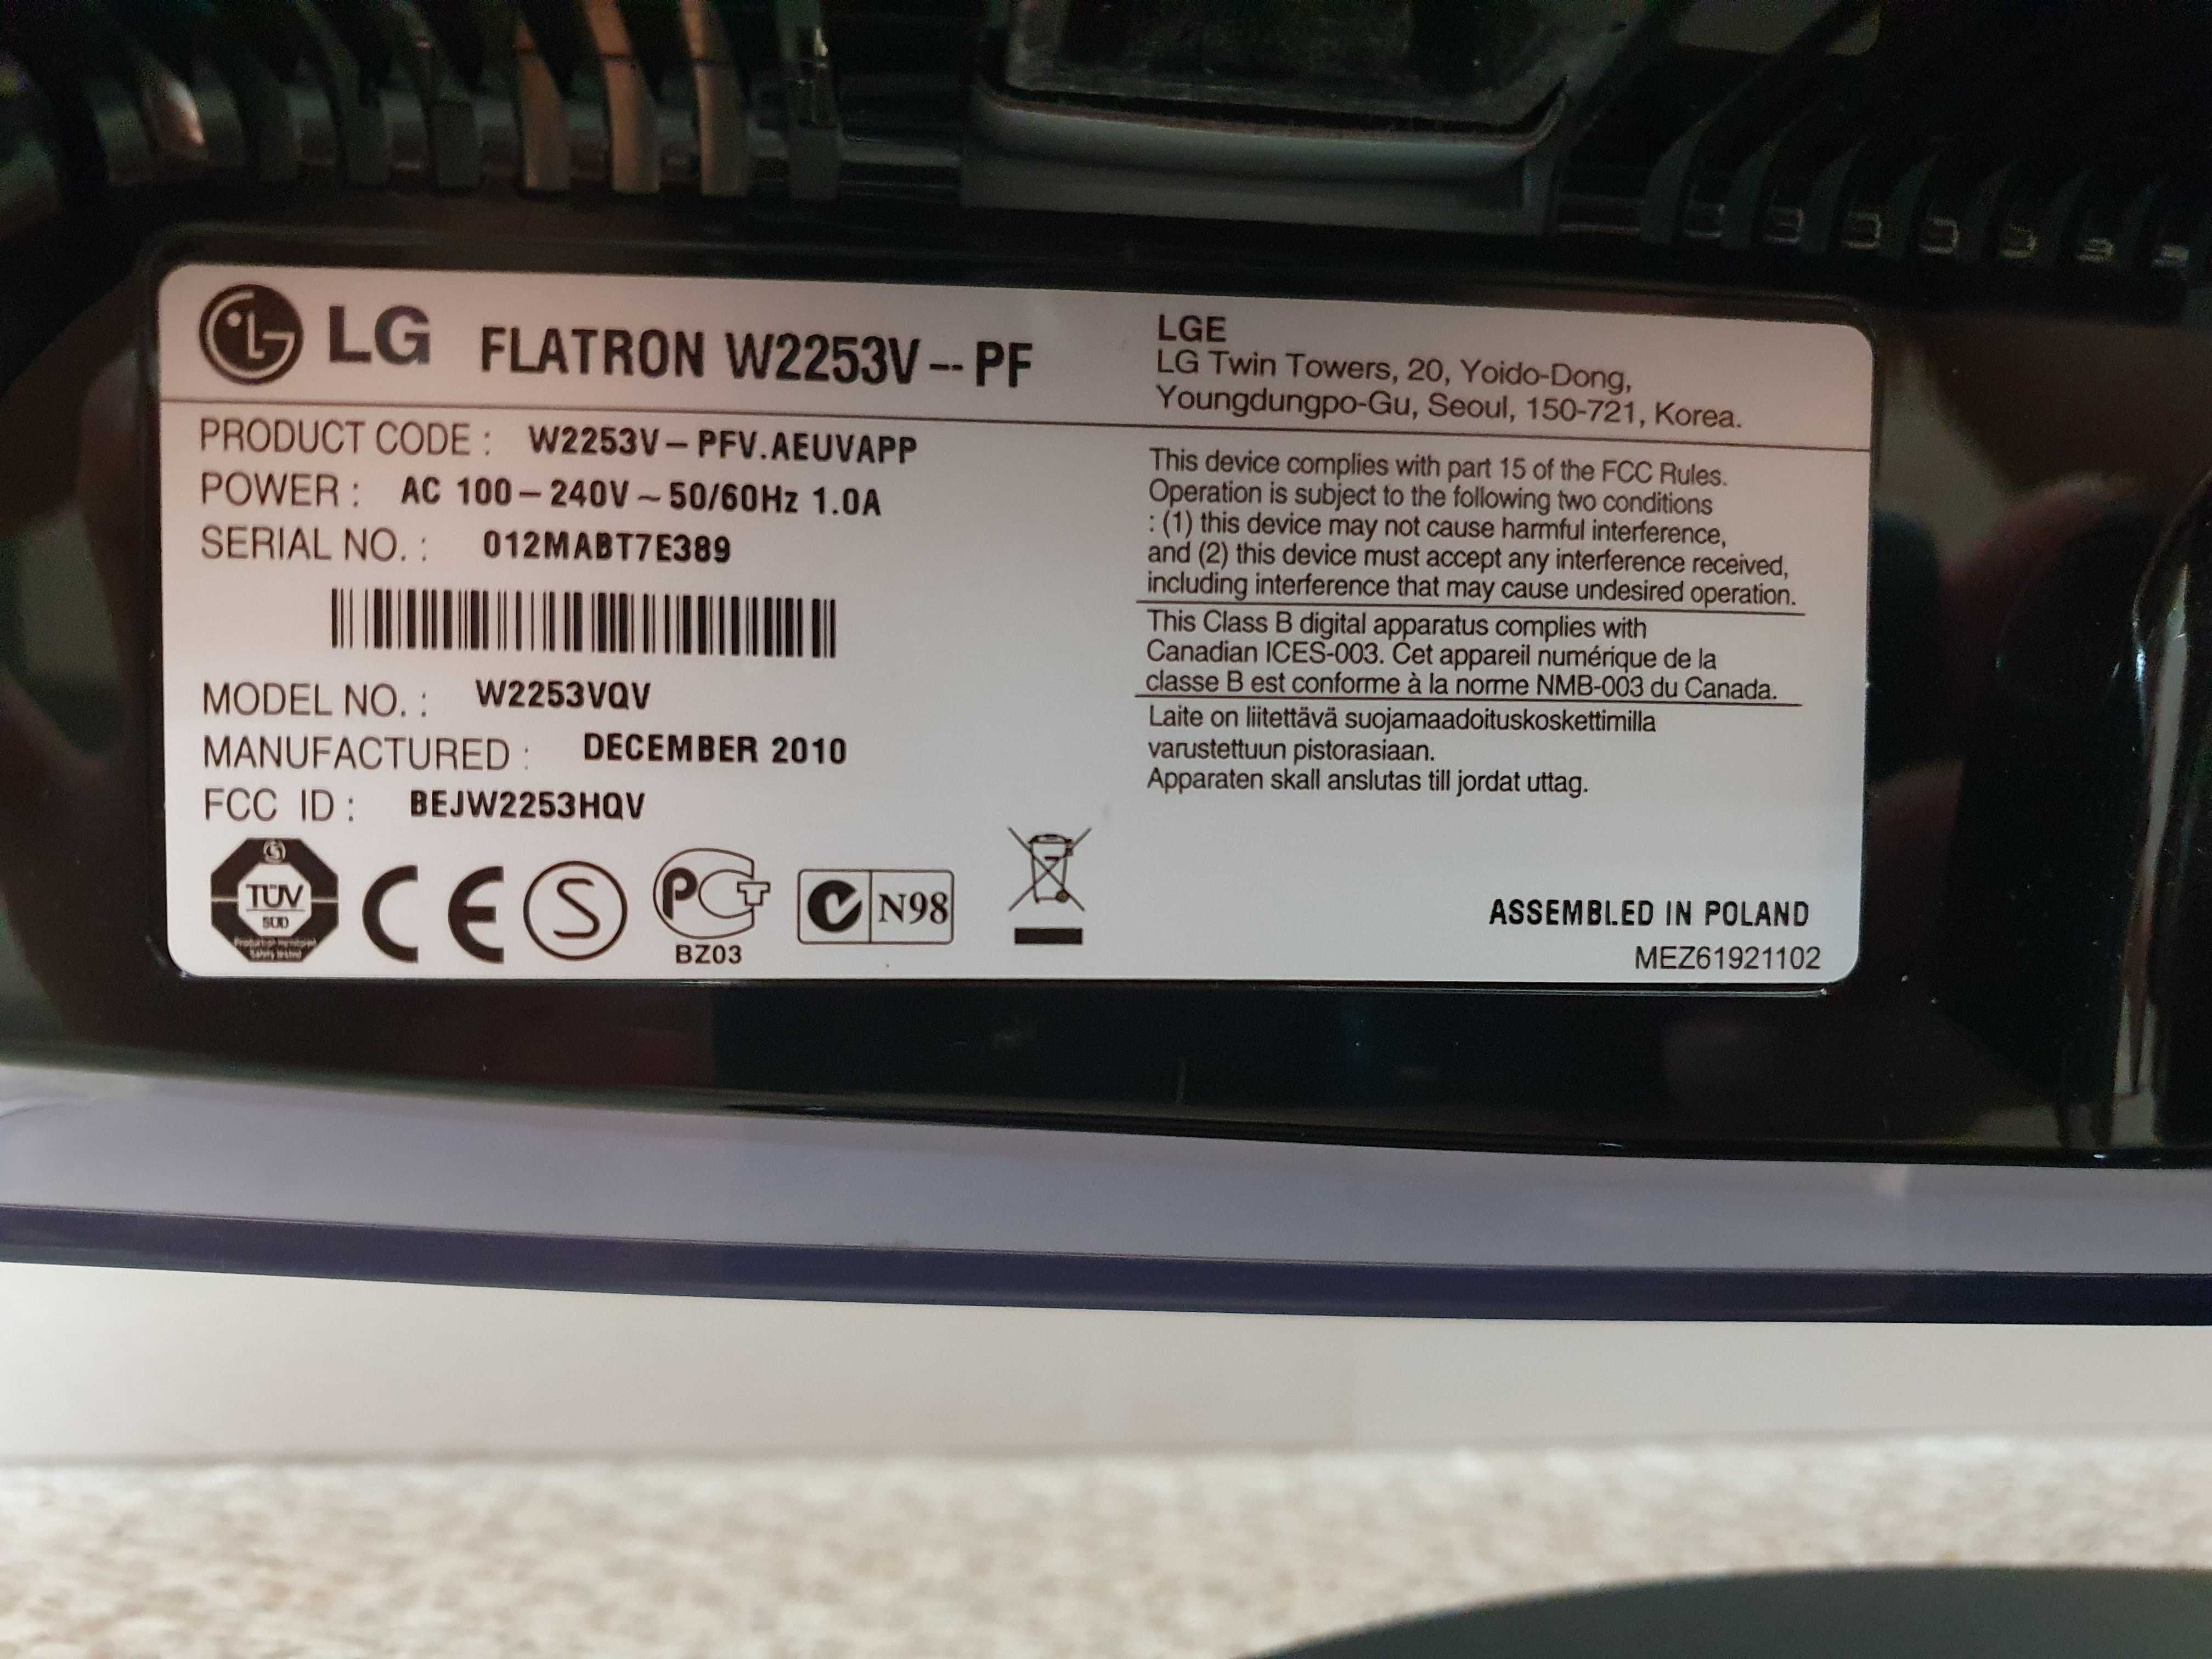 LG FLATRON W2253V--PF
LGE
LG Twin Towers, 20, Yoido-Dong,
Youngdungpo-Gu, Seoul, 150-721, Korea.
PRODUCT CODE : W2253V-PFV.AEUVAPP
POWER : AC 100-240V~50/60Hz 1.0A
SERIAL NO. : 012MABT7E389
MODEL NO. : W2253VQV
MANUFACTURED : DECEMBER 2010
FCC ID : BEJW2253HQV
This device complies with part 15 of the FCC Rules.
Operation is subject to the following two conditions
: (1) this device may not cause harmful interference,
and (2) this device must accept any interference received,
including interference that may cause undesired operation.
This Class B digital apparatus complies with
Canadian ICES-003. Cet appareil numérique de la
classe B est conforme à la norme NMB-003 du Canada.
Laite on liitettävä suojamaadoituskoskettimilla
varustettuun pistorasiaan.
Apparaten skall anslutas till jordat uttag.
TÜV
SÜD
CE
S
PCT
BZ03
N98
ASSEMBLED IN POLAND
MEZ61921102